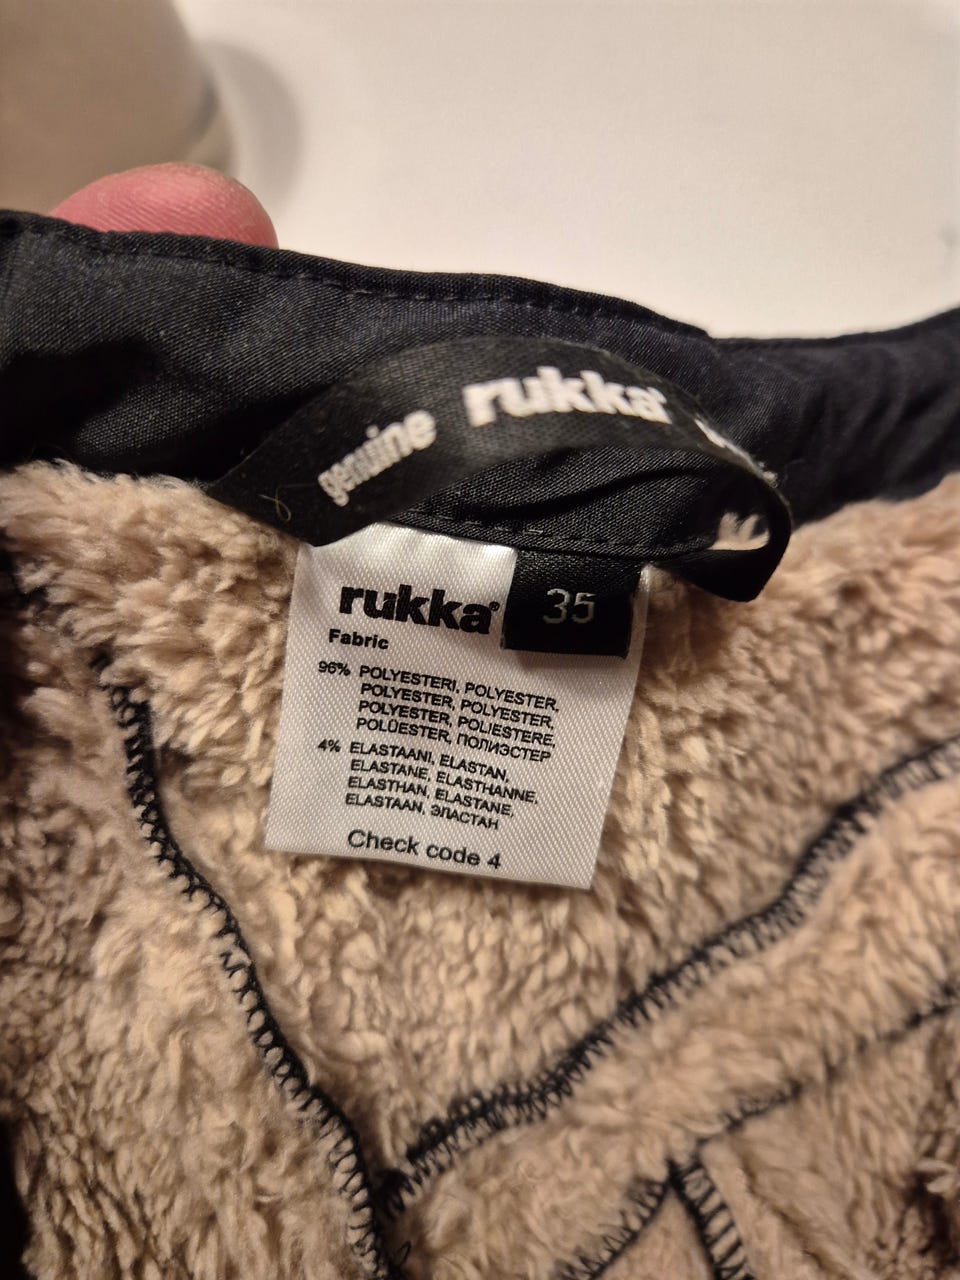 genuine rukka
rukka® 35
Fabric
96% POLYESTERI, POLYESTER,
POLYESTER, POLYESTER,
POLYESTER, POLIESTERE,
POLÜESTER, ПОЛИЭСТЕР
4% ELASTAANI, ELASTAN,
ELASTANE, ELASTHANNE,
ELASTHAN, ELASTANE,
ELASTAAN, ЭЛАСТАН
Check code 4